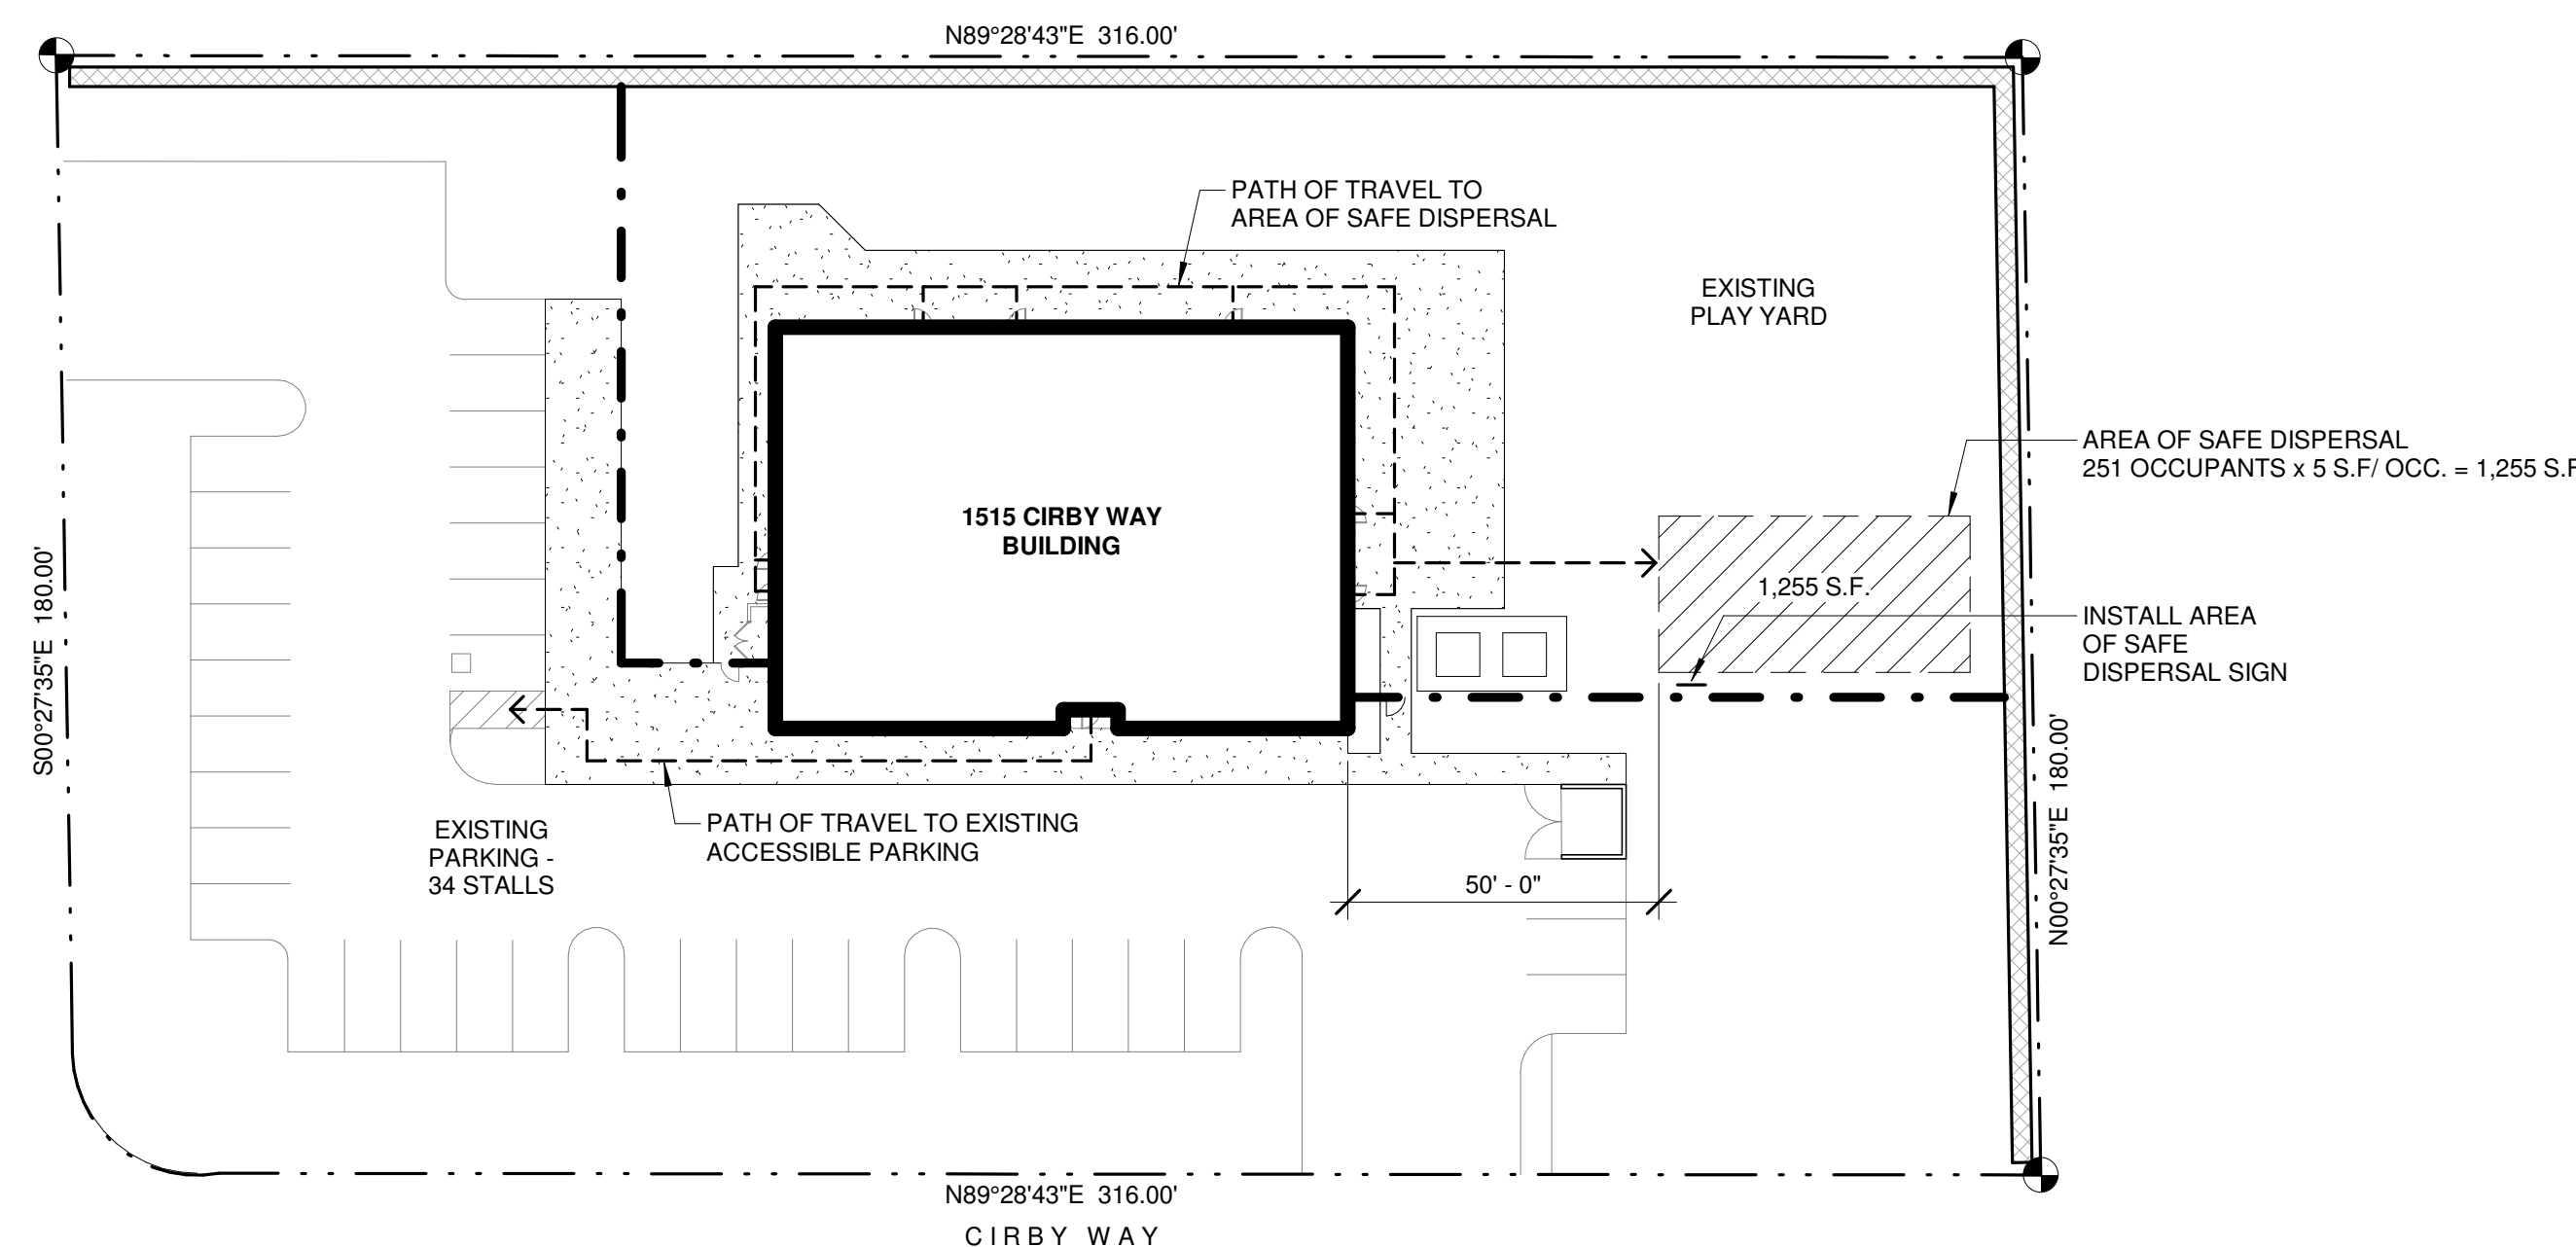 N89°28'43"E 316.00'
PATH OF TRAVEL TO
AREA OF SAFE DISPERSAL
EXISTING
PLAY YARD
AREA OF SAFE DISPERSAL
251 OCCUPANTS x 5 S.F/ OCC. = 1,255 S.F
1515 CIRBY WAY
BUILDING
1,255 S.F.
INSTALL AREA
OF SAFE
DISPERSAL SIGN
S00°27'35"E 180.00'
N00°27'35"E 180.00'
EXISTING
PARKING -
34 STALLS
PATH OF TRAVEL TO EXISTING
ACCESSIBLE PARKING
50' - 0"
N89°28'43"E 316.00'
CIRBY WAY